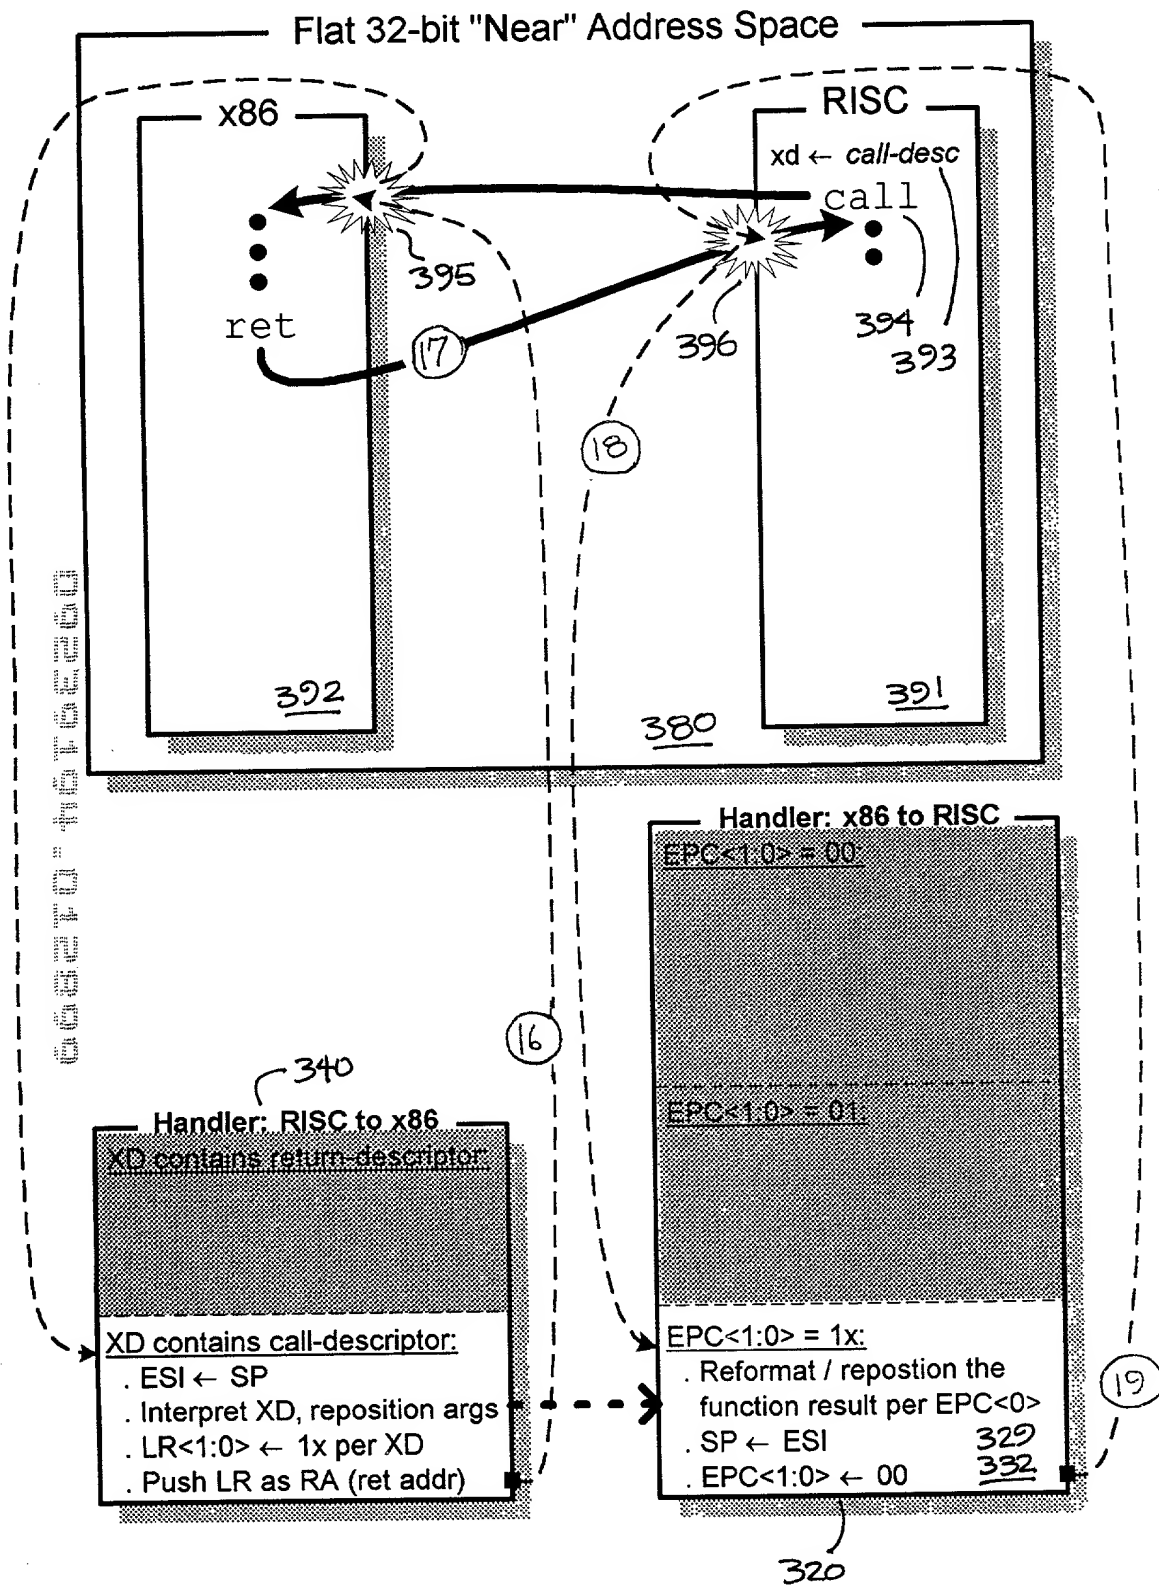 Flat 32-bit "Near" Address Space
x86
RISC
xd ← call-desc
call
395
ret
17
396
394
393
18
392
391
380
09239194.012899
Handler: x86 to RISC
EPC<1:0> = 00:
16
340
Handler: RISC to x86
XD contains return-descriptor:
EPC<1:0> = 01:
XD contains call-descriptor:
. ESI ← SP
. Interpret XD, reposition args
. LR<1:0> ← 1x per XD
. Push LR as RA (ret addr)
EPC<1:0> = 1x:
. Reformat / repostion the
function result per EPC<0>
. SP ← ESI 329
. EPC<1:0> ← 00 332
19
320